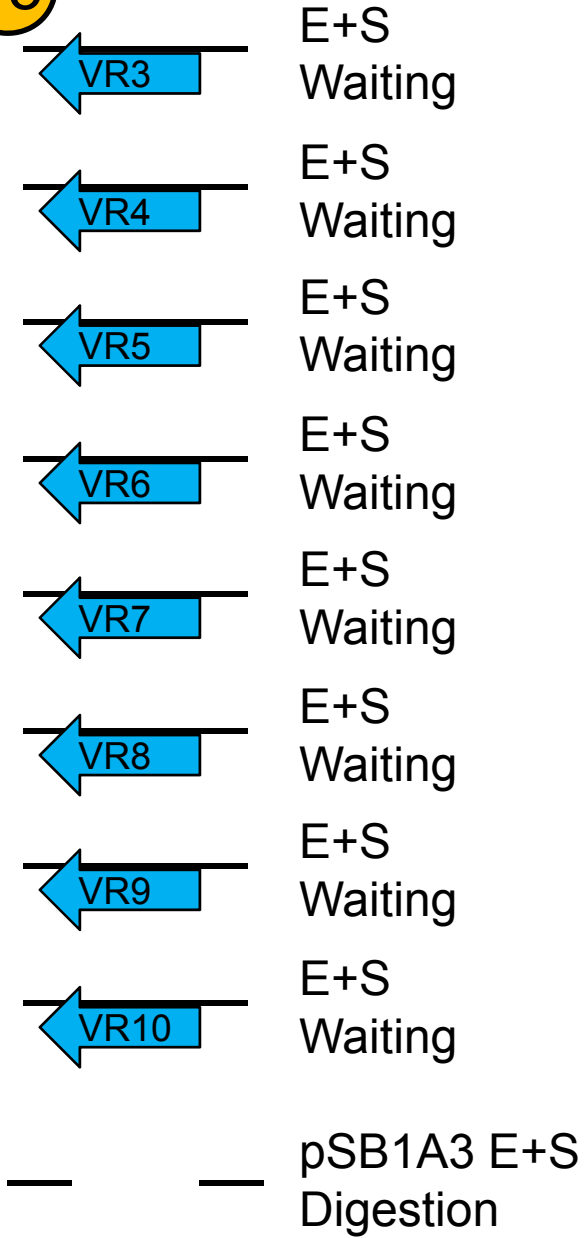 E+S
VR3 Waiting
E+S
VR4 Waiting
E+S
VR5 Waiting
E+S
VR6 Waiting
E+S
VR7 Waiting
E+S
VR8 Waiting
E+S
VR9 Waiting
E+S
VR10 Waiting
pSB1A3 E+S
Digestion